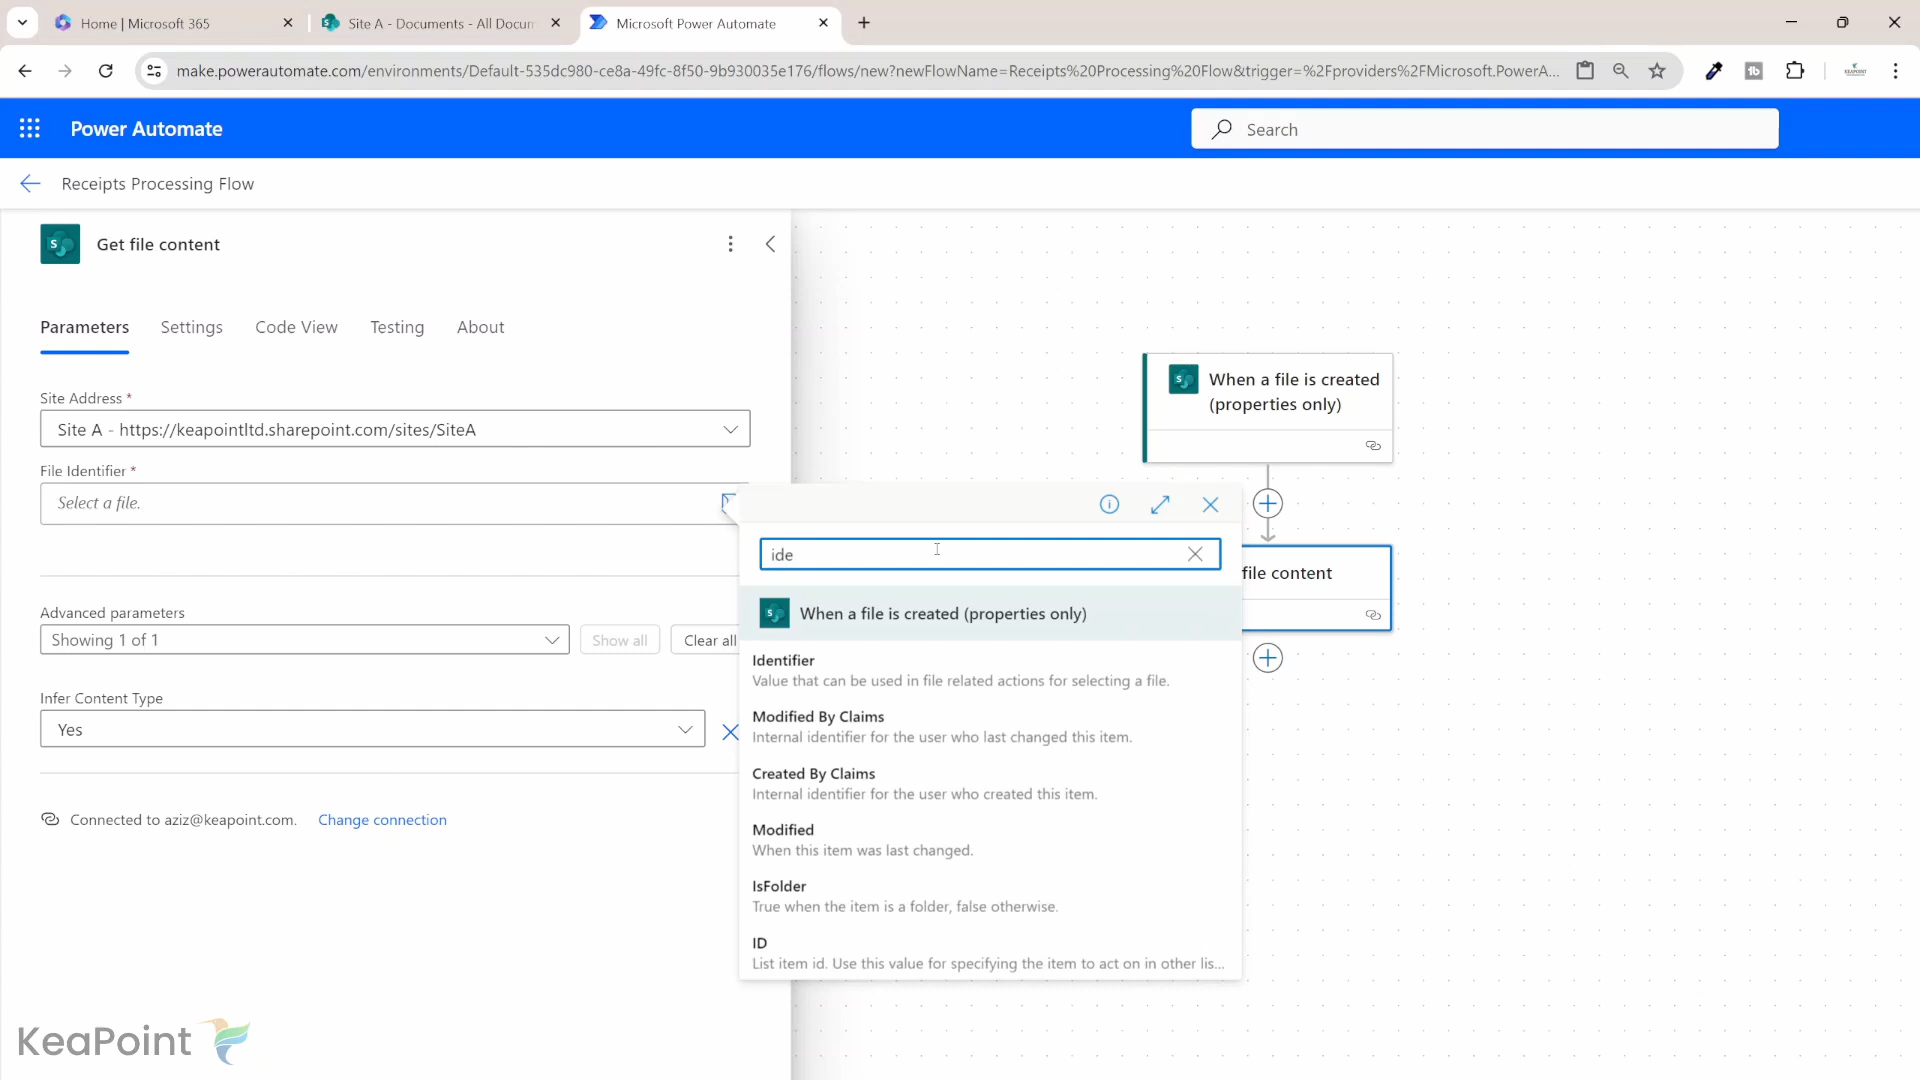 Home | Microsoft 365
Site A - Documents - All Docum
Microsoft Power Automate
make.powerautomate.com/environments/Default-535dc980-ce8a-49fc-8f50-9b930035e176/flows/new?newFlowName=Receipts%20Processing%20Flow&trigger=%2Fproviders%2FMicrosoft.PowerA...
Power Automate
Search
Receipts Processing Flow
Get file content
Parameters
Settings
Code View
Testing
About
Site Address *
Site A - https://keapointltd.sharepoint.com/sites/SiteA
File Identifier *
Select a file.
Advanced parameters
Showing 1 of 1
Show all
Clear all
Infer Content Type
Yes
Connected to aziz@keapoint.com.
Change connection
ide
When a file is created (properties only)
Identifier
Value that can be used in file related actions for selecting a file.
Modified By Claims
Internal identifier for the user who last changed this item.
Created By Claims
Internal identifier for the user who created this item.
Modified
When this item was last changed.
IsFolder
True when the item is a folder, false otherwise.
ID
List item id. Use this value for specifying the item to act on in other lis...
When a file is created
(properties only)
file content
KeaPoint